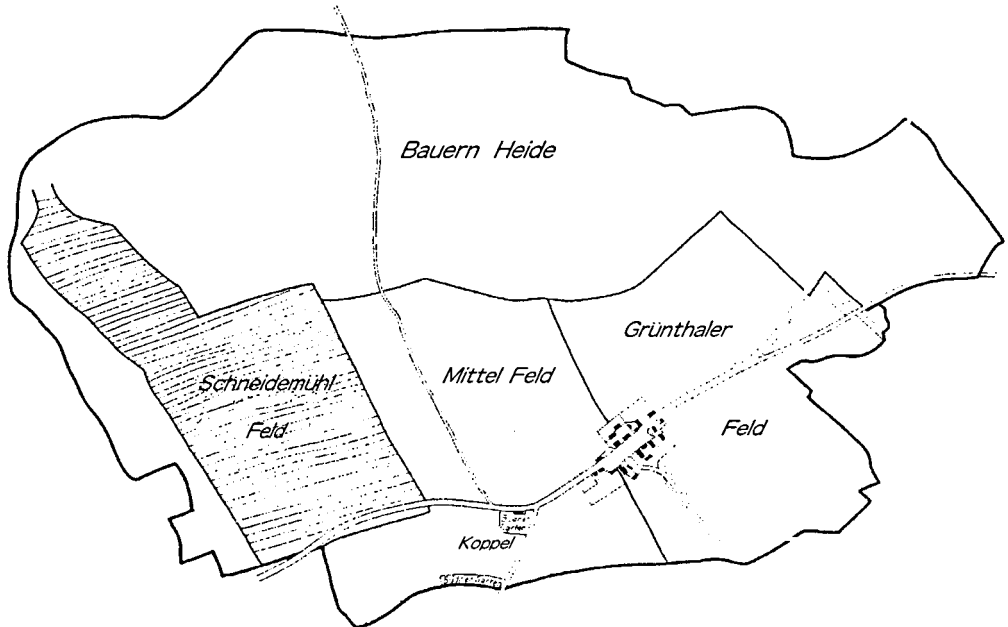 Bauern Heide
Grünthaler
Mittel Feld
Schneidemühl
Feld
Feld
Koppel